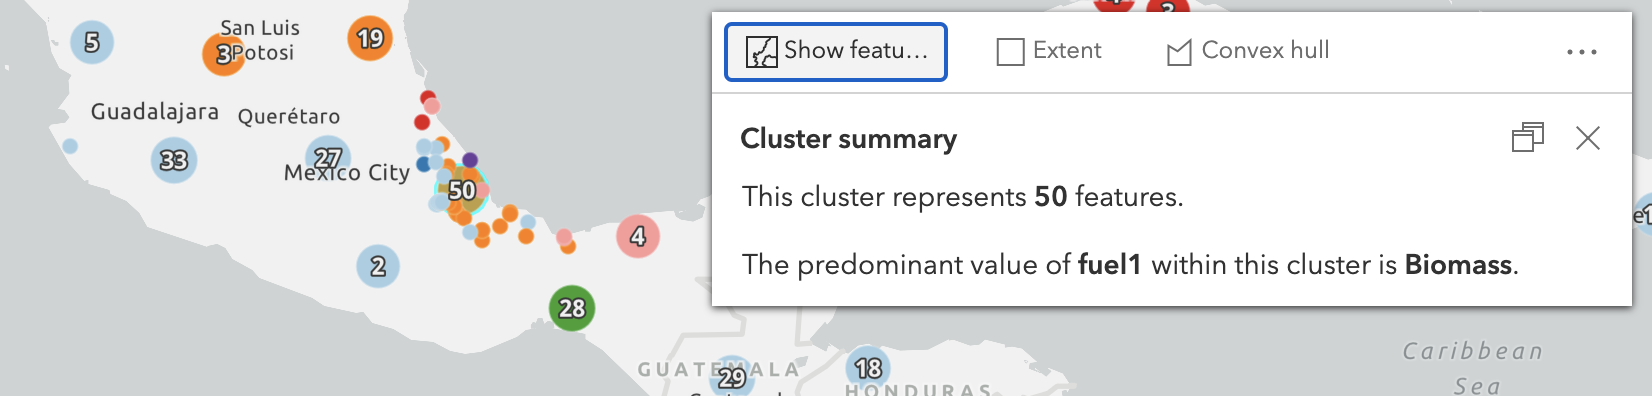 5
San Luis
Potosi
3
19
Guadalajara
Querétaro
33
27
Mexico City
50
4
2
28
GUATEMALA
29
18
HONDURAS
3
Show featu...
Extent
Convex hull
...
Cluster summary
This cluster represents 50 features.
The predominant value of fuel1 within this cluster is Biomass.
Caribbean
Sea